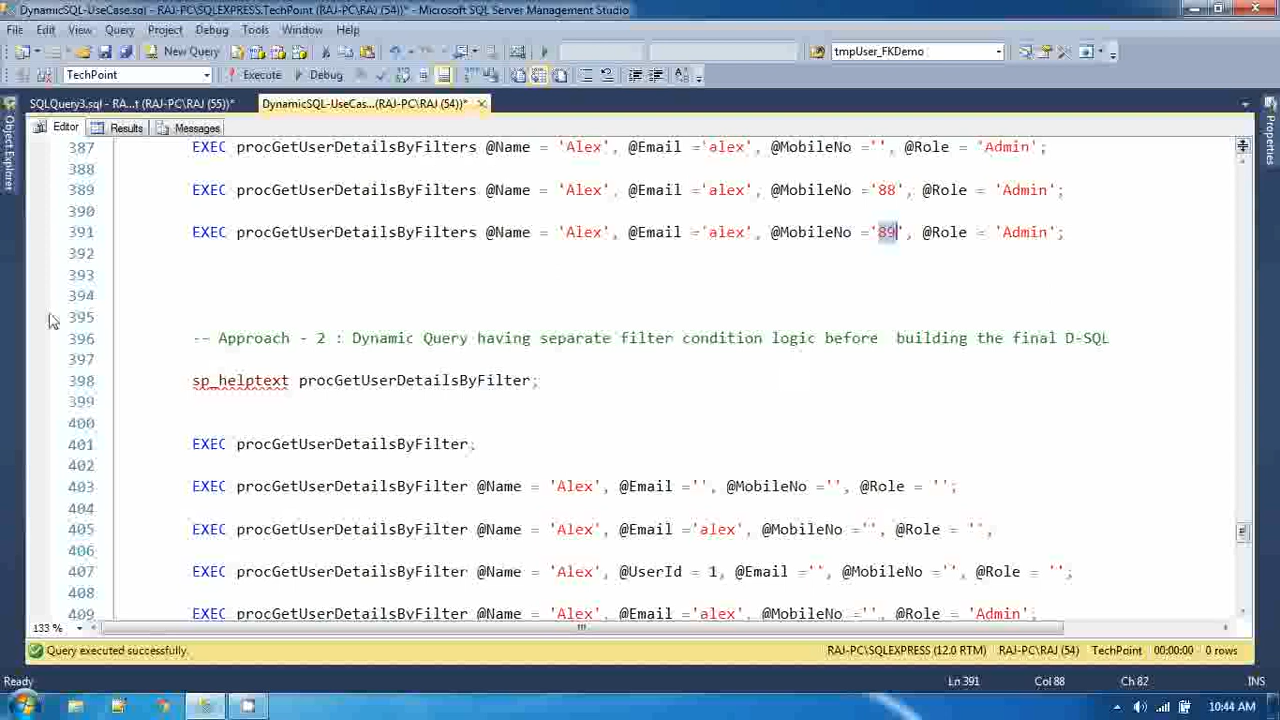 DynamicSQL-UseCase.sql - RAJ-PC\SQLEXPRESS.TechPoint (RAJ-PC\RAJ (54))* - Microsoft SQL Server Management Studio
File Edit View Query Project Debug Tools Window Help
New Query tmpUser_FKDemo
TechPoint Execute Debug
SQLQuery3.sql - RA...t (RAJ-PC\RAJ (55))* DynamicSQL-UseCas...(RAJ-PC\RAJ (54))*
Editor Results Messages
Object Explorer
Properties
387 EXEC procGetUserDetailsByFilters @Name = 'Alex', @Email ='alex', @MobileNo ='', @Role = 'Admin';
388
389 EXEC procGetUserDetailsByFilters @Name = 'Alex', @Email ='alex', @MobileNo ='88', @Role = 'Admin';
390
391 EXEC procGetUserDetailsByFilters @Name = 'Alex', @Email ='alex', @MobileNo ='89', @Role = 'Admin';
392
393
394
395
396 -- Approach - 2 : Dynamic Query having separate filter condition logic before  building the final D-SQL
397
398 sp_helptext procGetUserDetailsByFilter;
399
400
401 EXEC procGetUserDetailsByFilter;
402
403 EXEC procGetUserDetailsByFilter @Name = 'Alex', @Email ='', @MobileNo ='', @Role = '';
404
405 EXEC procGetUserDetailsByFilter @Name = 'Alex', @Email ='alex', @MobileNo ='', @Role = '';
406
407 EXEC procGetUserDetailsByFilter @Name = 'Alex', @UserId = 1, @Email ='', @MobileNo ='', @Role = '';
408
409 EXEC procGetUserDetailsByFilter @Name = 'Alex', @Email ='alex', @MobileNo ='', @Role = 'Admin';
133 %
Query executed successfully. RAJ-PC\SQLEXPRESS (12.0 RTM) RAJ-PC\RAJ (54) TechPoint 00:00:00 0 rows
Ready Ln 391 Col 88 Ch 82
10:44 AM